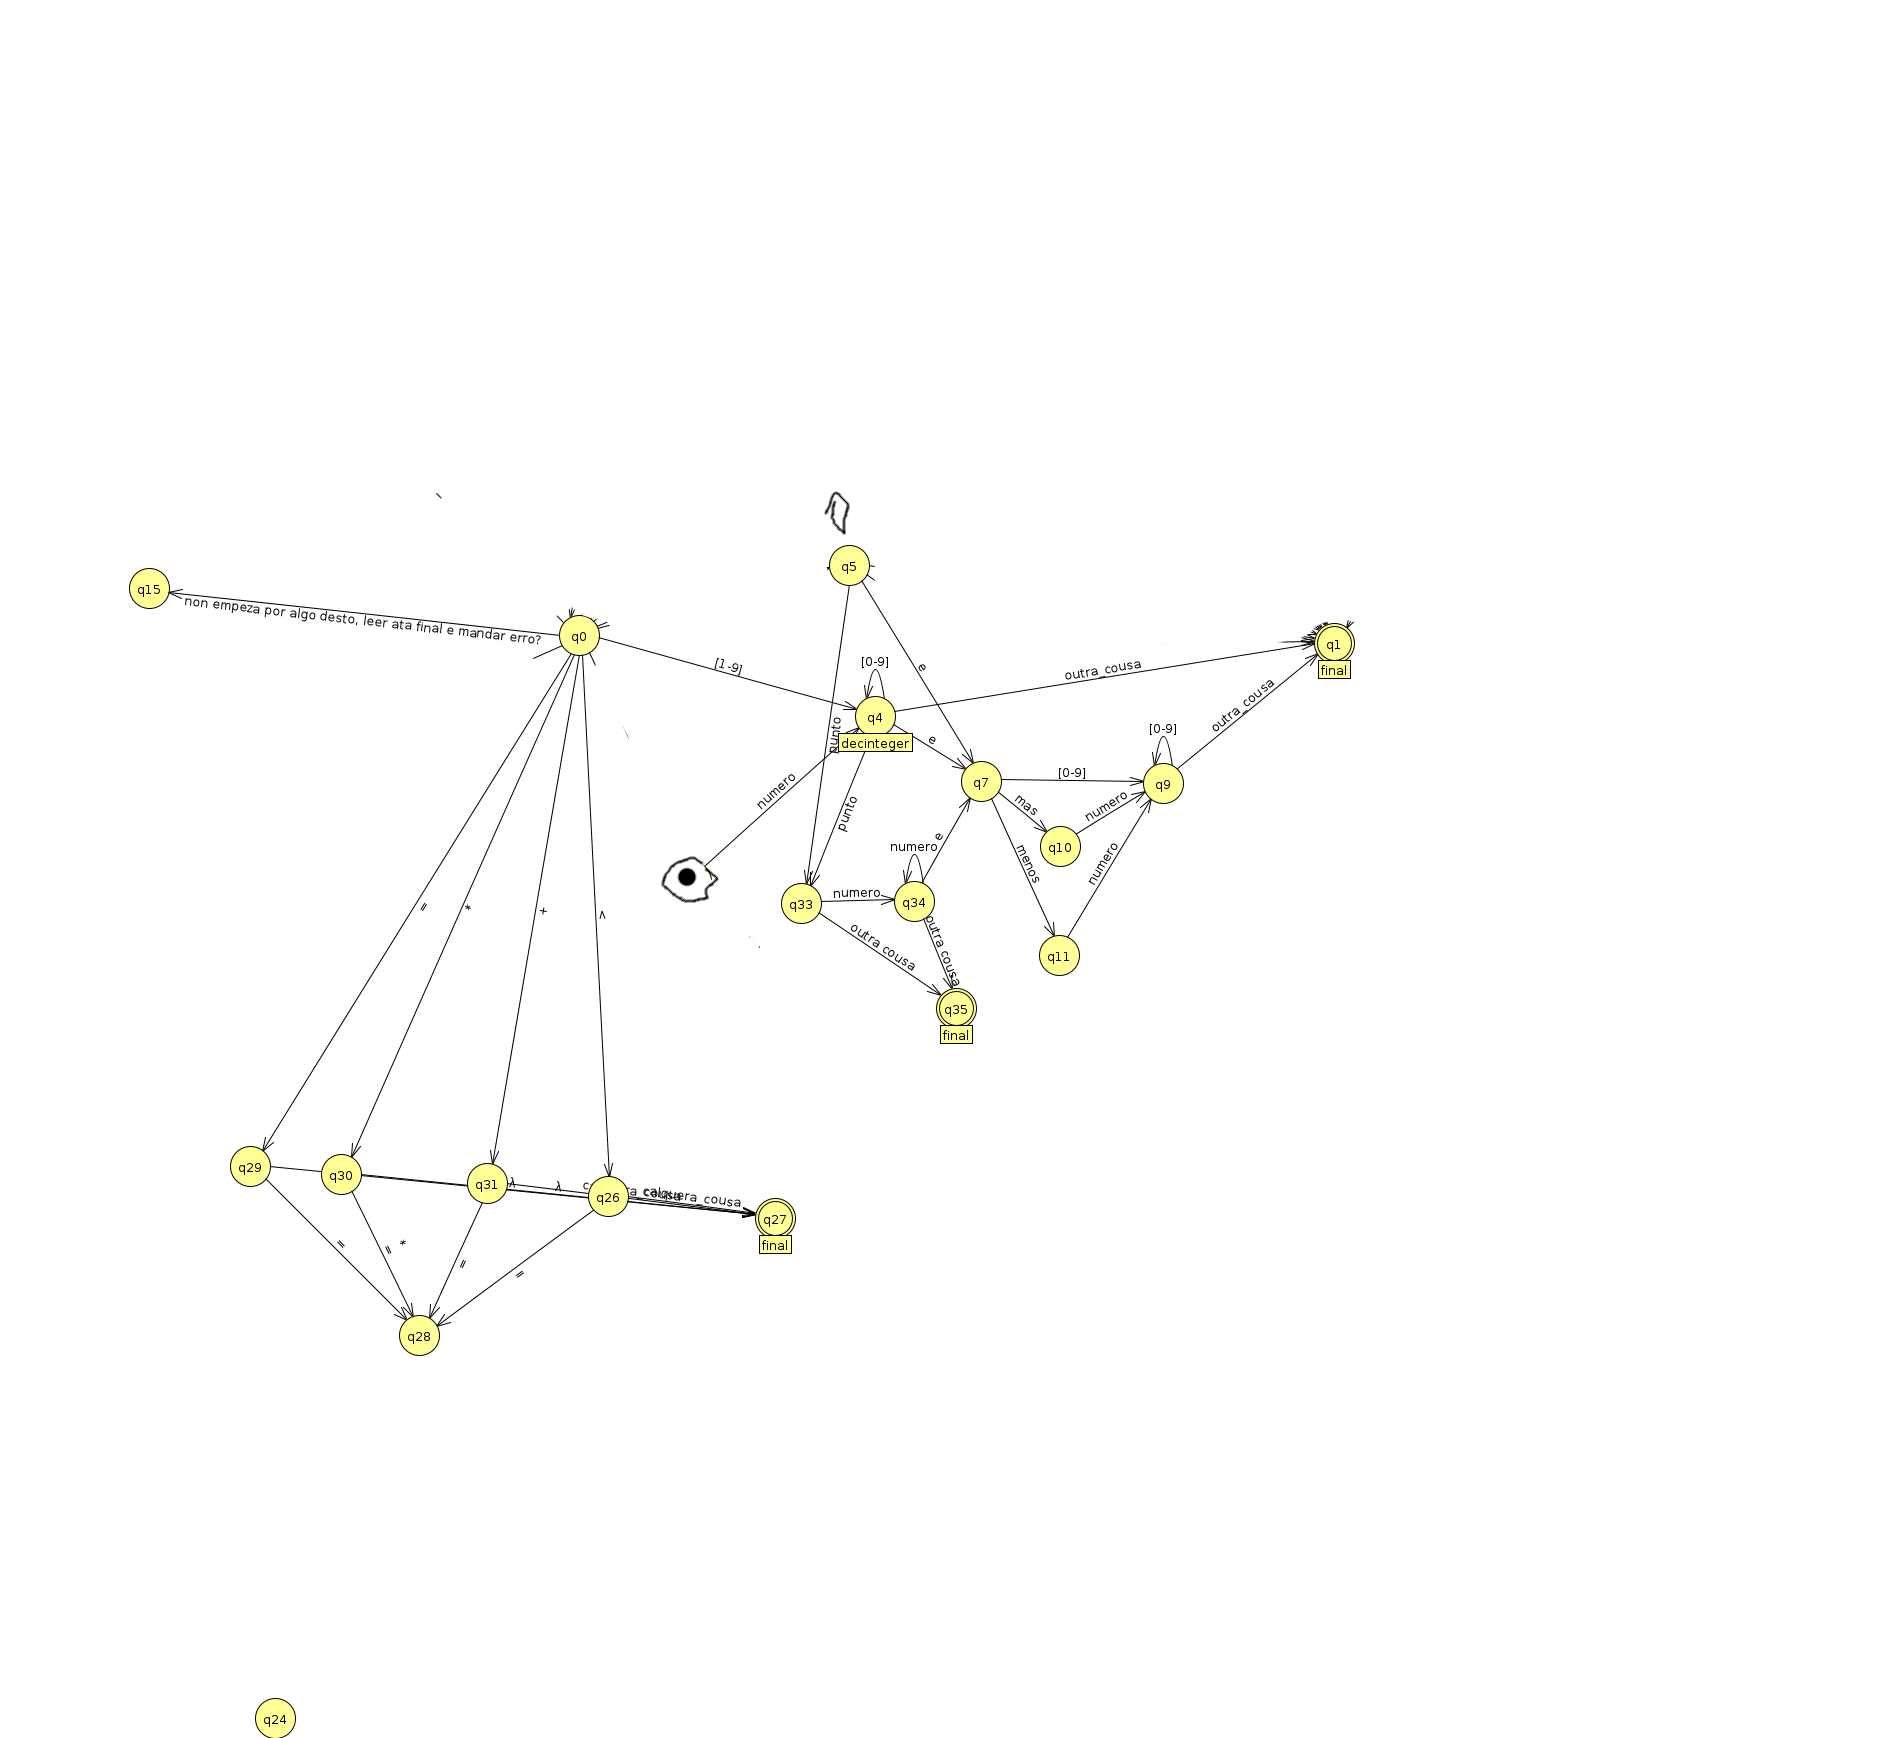 q5
q15
non empeza por algo desto, leer ata final e mandar erro?
q0
q1
final
[1-9]
[0-9]
outra_cousa
e
q4
decinteger
punto
e
outra_cousa
[0-9]
q7
[0-9]
q9
numero
punto
mas
numero
q10
menos
numero
e
numero
q33
numero
q34
outra cousa
outra cousa
q11
=
*
+
<
q35
final
q29
q30
q31
λ
λ
q26
calquera_cousa
q27
final
=
=
*
=
=
q28
q24